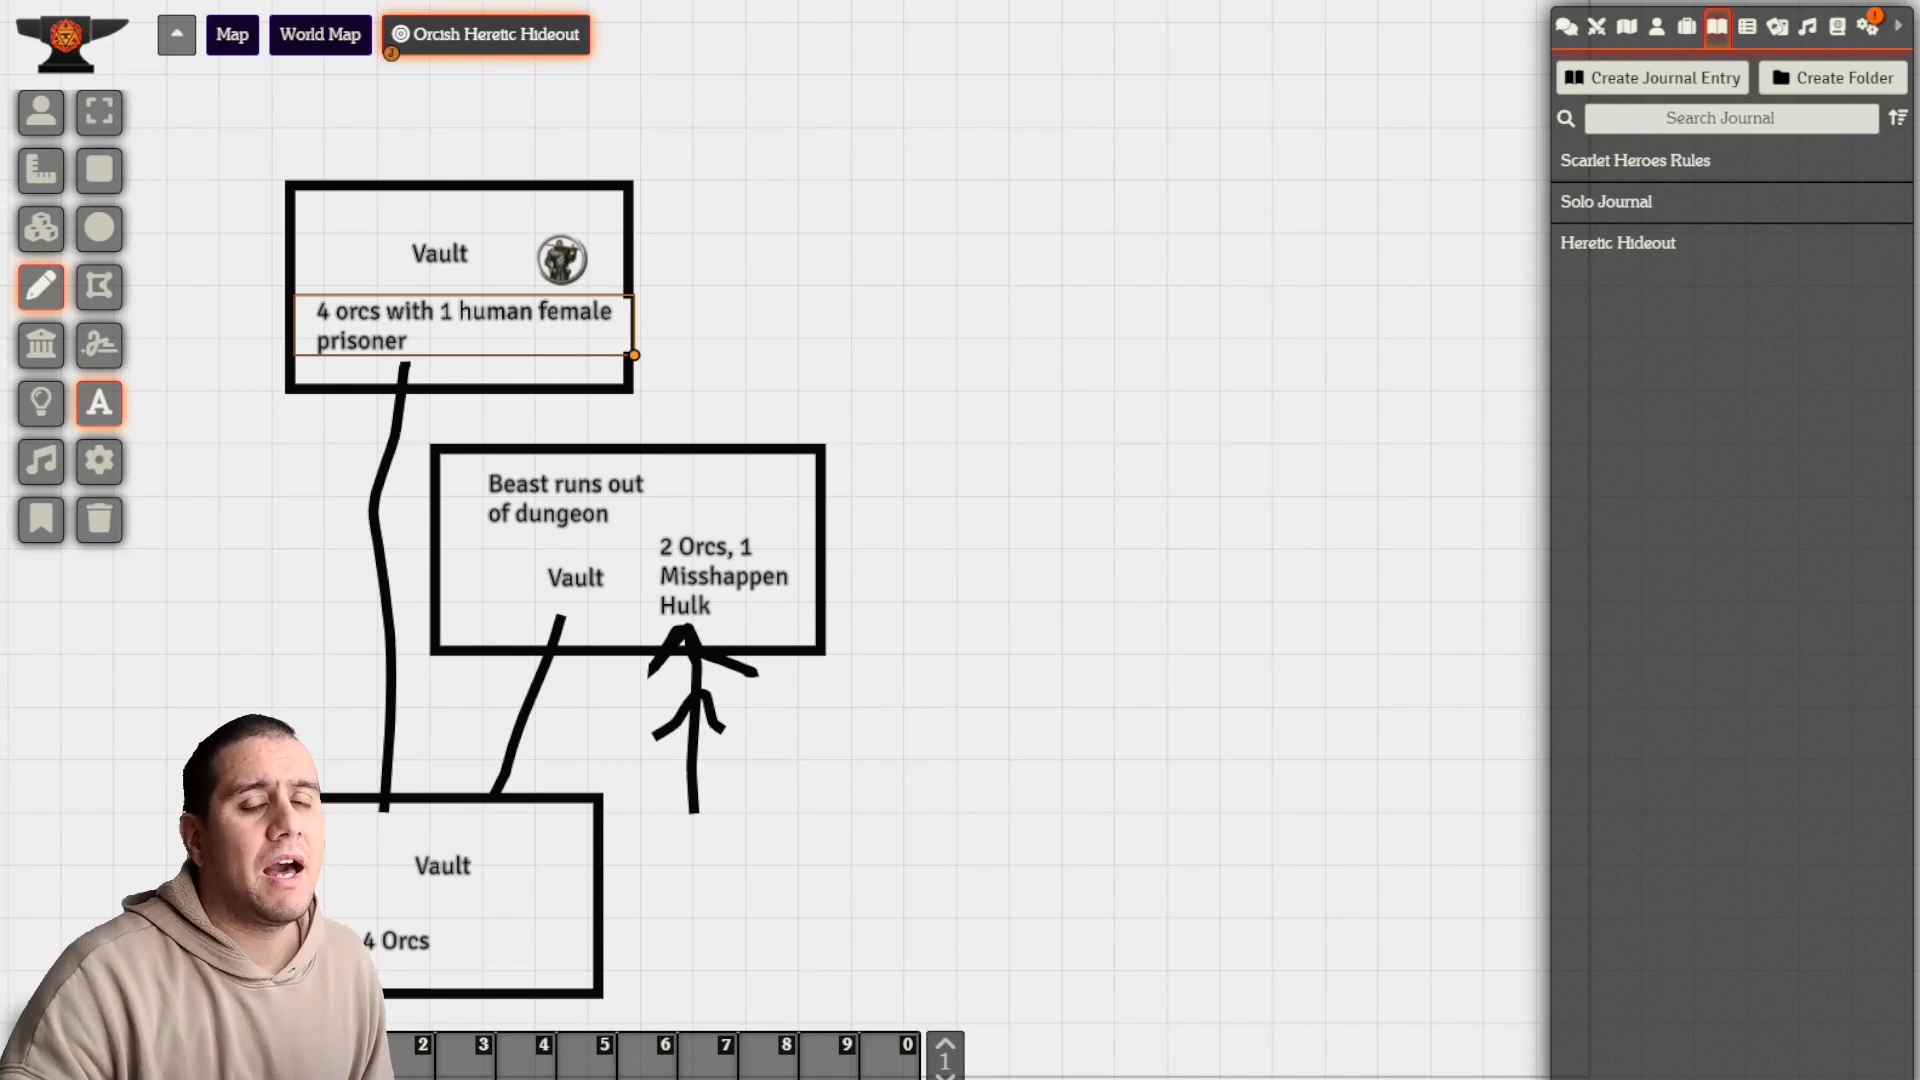 Map
World Map
Orcish Heretic Hideout
J
Create Journal Entry
Create Folder
Search Journal
Scarlet Heroes Rules
Solo Journal
Heretic Hideout
Vault
4 orcs with 1 human female
prisoner
Beast runs out
of dungeon
2 Orcs, 1
Misshappen
Hulk
Vault
Vault
4 Orcs
A
2
3
4
5
6
7
8
9
0
1